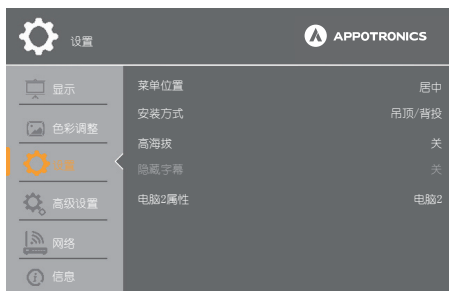 设置
APPOTRONICS
显示
色彩调整
设置
高级设置
网络
信息
菜单位置 居中
安装方式 吊顶/背投
高海拔 关
隐藏字幕 关
电脑2属性 电脑2